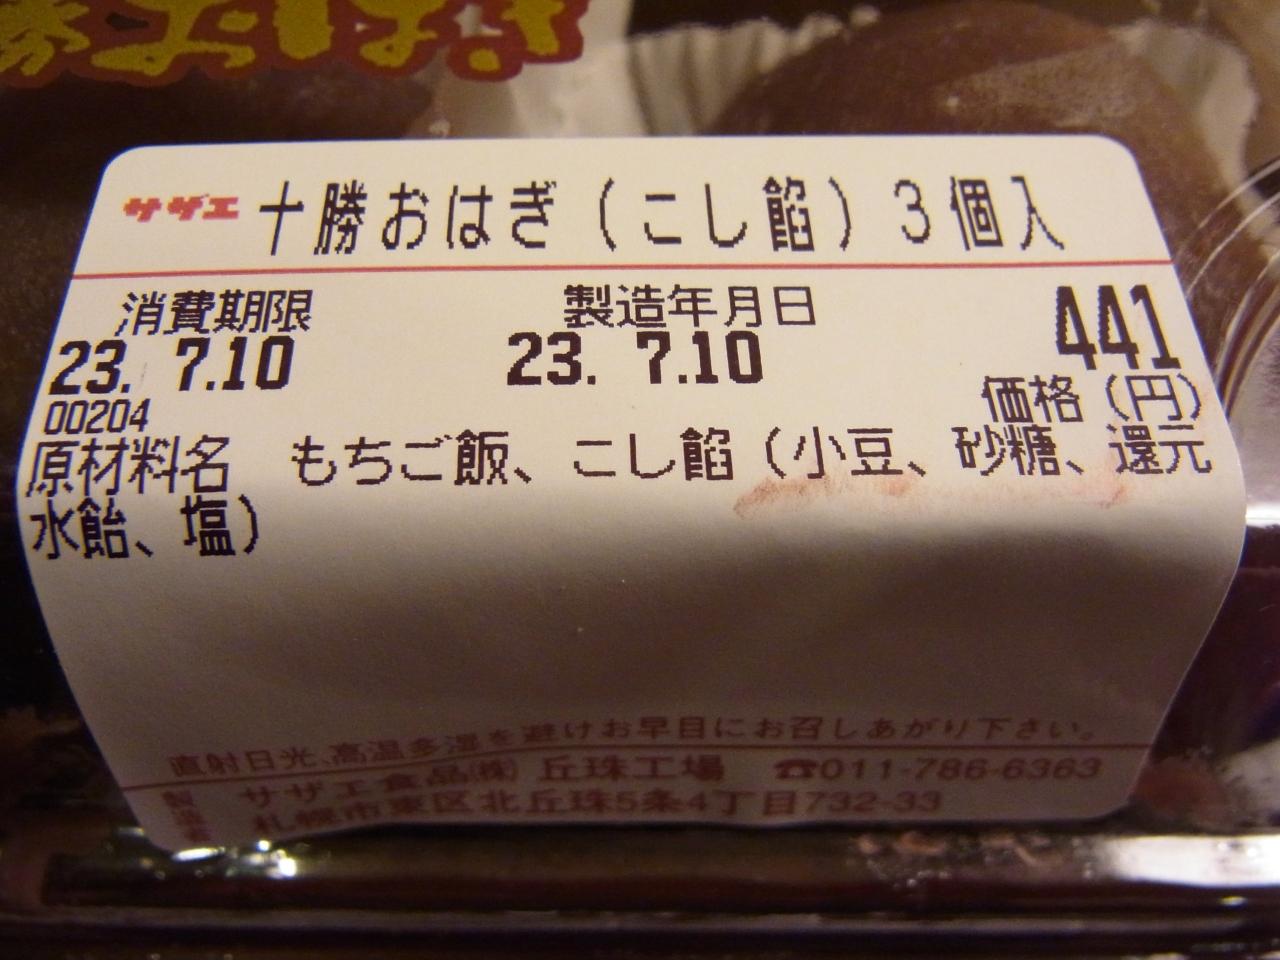 サザエ 十勝おはぎ(こし餡)3個入
消費期限 製造年月日 441
23. 7.10 23. 7.10
00204 価格(円)
原材料名 もちご飯、こし餡(小豆、砂糖、還元
水飴、塩)
直射日光、高温多湿を避けお早目にお召しあがり下さい。
製造者 サザエ食品㈱ 丘珠工場 ☎011-786-6363
札幌市東区北丘珠5条4丁目732-33